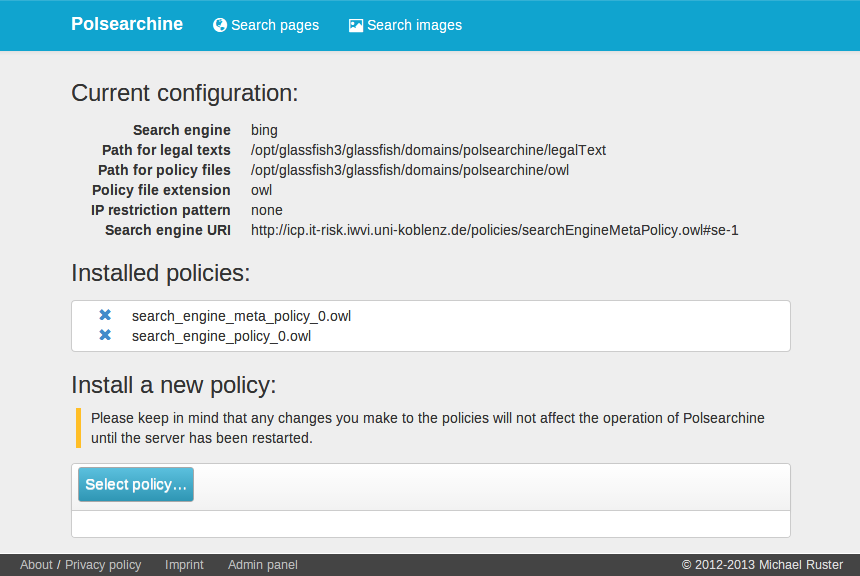 Polsearchine Search pages Search images
Current configuration:
Search engine bing
Path for legal texts /opt/glassfish3/glassfish/domains/polsearchine/legalText
Path for policy files /opt/glassfish3/glassfish/domains/polsearchine/owl
Policy file extension owl
IP restriction pattern none
Search engine URI http://icp.it-risk.iwvi.uni-koblenz.de/policies/searchEngineMetaPolicy.owl#se-1
Installed policies:
search_engine_meta_policy_0.owl
search_engine_policy_0.owl
Install a new policy:
Please keep in mind that any changes you make to the policies will not affect the operation of Polsearchine
until the server has been restarted.
Select policy...
About / Privacy policy Imprint Admin panel © 2012-2013 Michael Ruster